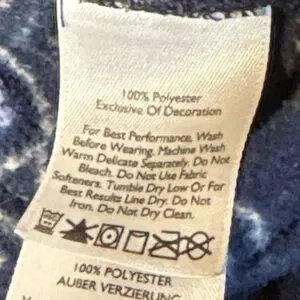 100% Polyester
Exclusive Of Decoration
For Best Performance, Wash
Before Wearing. Machine Wash
Warm Delicate Separately. Do Not
Bleach. Do Not Use Fabric
Softeners. Tumble Dry Low Or For
Best Results Line Dry. Do Not
Iron. Do Not Dry Clean.
100% POLYESTER
AUßER VERZIERUNG